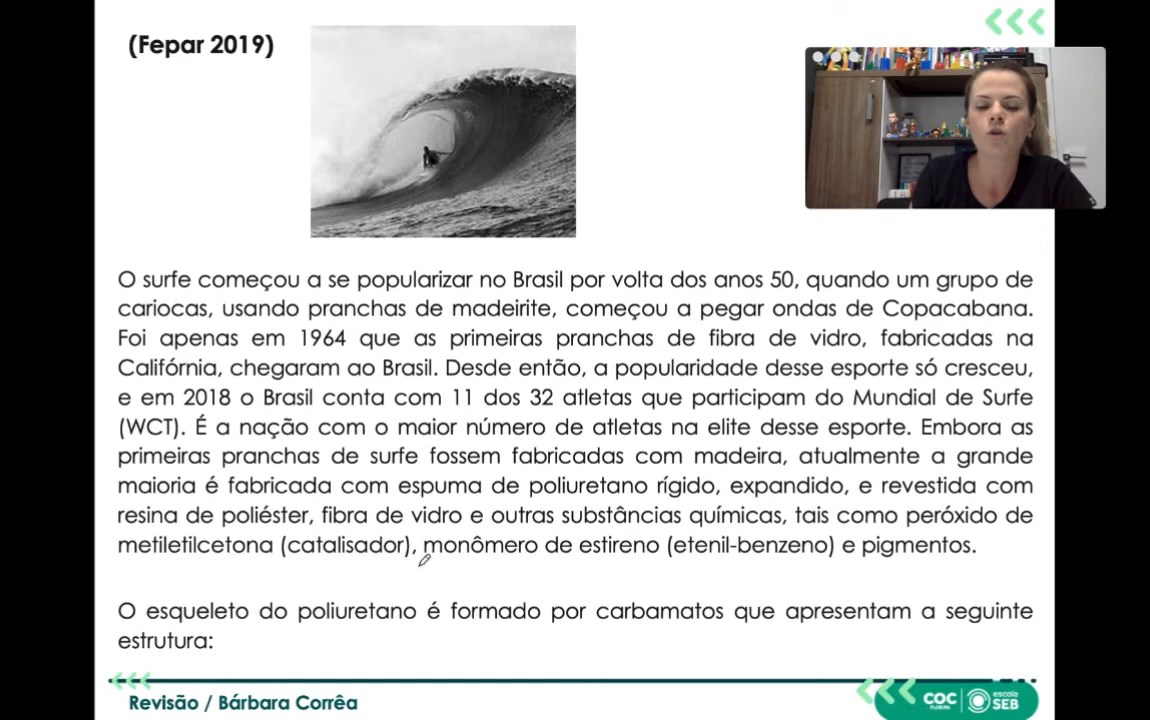 (Fepar 2019)
O surfe começou a se popularizar no Brasil por volta dos anos 50, quando um grupo de
cariocas, usando pranchas de madeirite, começou a pegar ondas de Copacabana.
Foi apenas em 1964 que as primeiras pranchas de fibra de vidro, fabricadas na
Califórnia, chegaram ao Brasil. Desde então, a popularidade desse esporte só cresceu,
e em 2018 o Brasil conta com 11 dos 32 atletas que participam do Mundial de Surfe
(WCT). É a nação com o maior número de atletas na elite desse esporte. Embora as
primeiras pranchas de surfe fossem fabricadas com madeira, atualmente a grande
maioria é fabricada com espuma de poliuretano rígido, expandido, e revestida com
resina de poliéster, fibra de vidro e outras substâncias químicas, tais como peróxido de
metiletilcetona (catalisador), monômero de estireno (etenil-benzeno) e pigmentos.
O esqueleto do poliuretano é formado por carbamatos que apresentam a seguinte
estrutura:
Revisão / Bárbara Corrêa
COC
escola
SEB